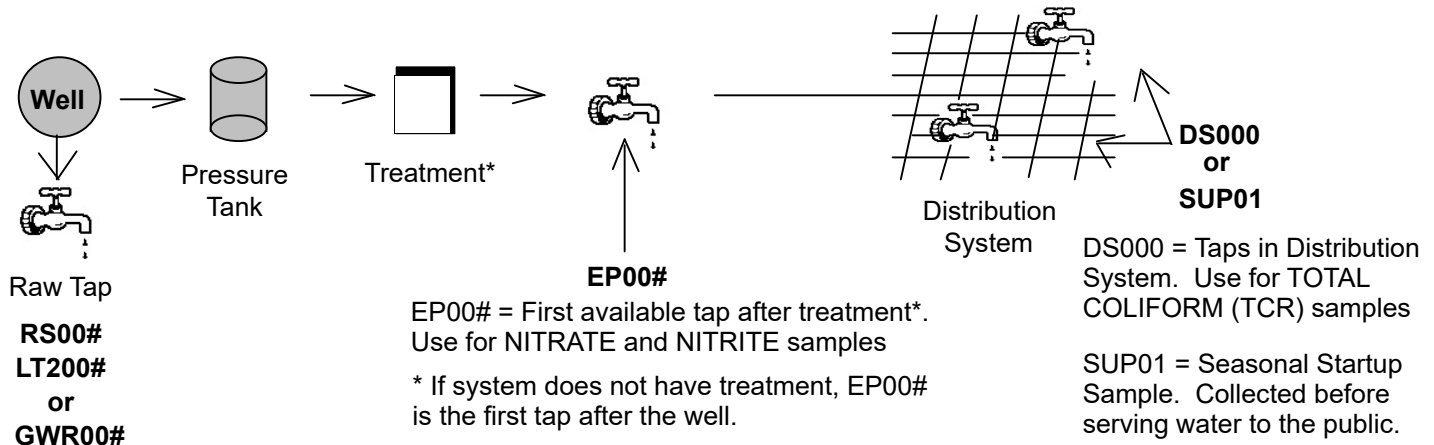 Well
Pressure
Tank
Treatment*
Raw Tap
RS00#
LT200#
or
GWR00#
EP00#
EP00# = First available tap after treatment*.
Use for NITRATE and NITRITE samples
* If system does not have treatment, EP00#
is the first tap after the well.
Distribution
System
DS000
or
SUP01
DS000 = Taps in Distribution
System. Use for TOTAL
COLIFORM (TCR) samples
SUP01 = Seasonal Startup
Sample. Collected before
serving water to the public.